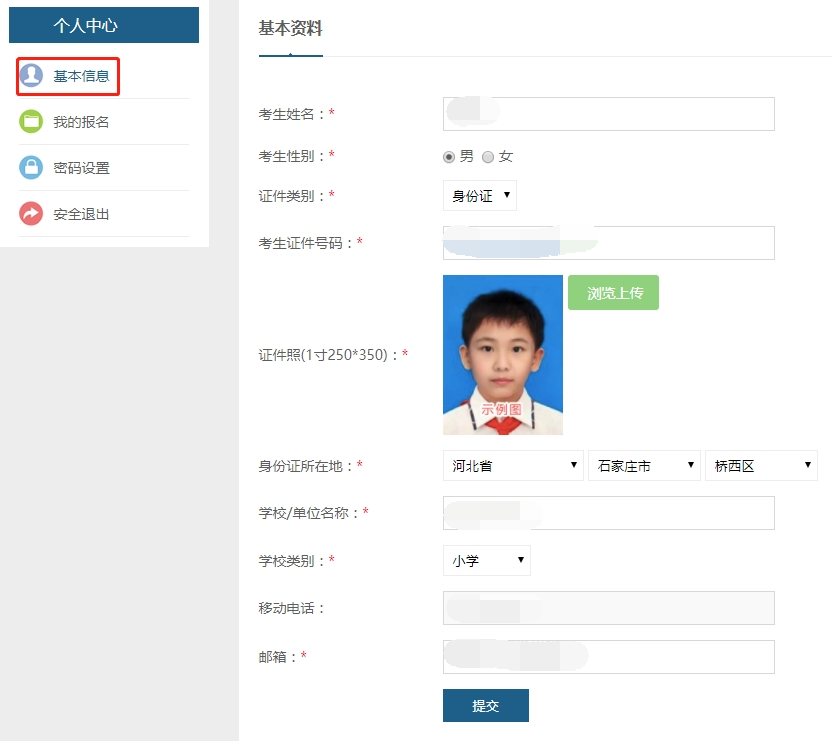 个人中心
基本信息
我的报名
密码设置
安全退出
基本资料
考生姓名：*
考生性别：* 男 女
证件类别：* 身份证
考生证件号码：*
证件照(1寸250*350)：* 浏览上传
示例图
身份证所在地：* 河北省 石家庄市 桥西区
学校/单位名称：*
学校类别：* 小学
移动电话：
邮箱：*
提交